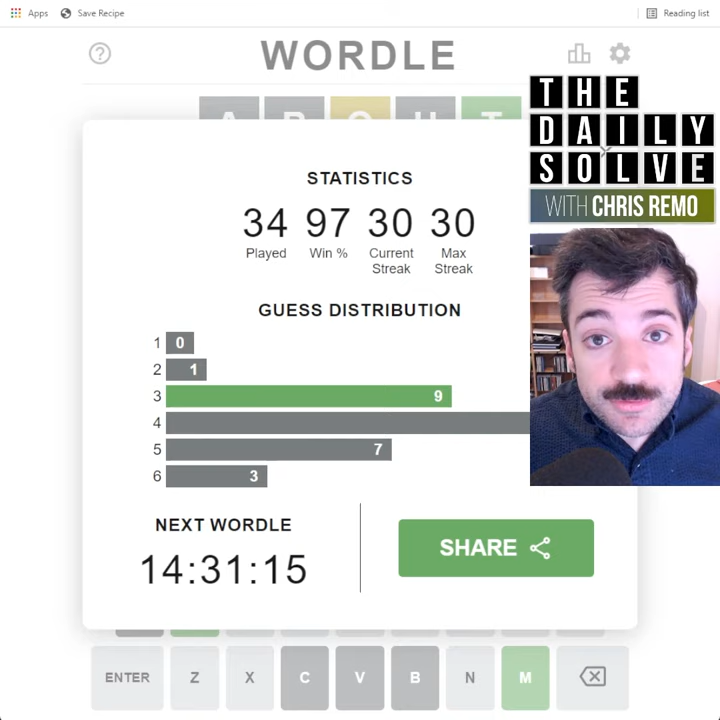 Apps Save Recipe Reading list
WORDLE
THE
DAILY
SOLVE
WITH CHRIS REMO
STATISTICS
34 97 30 30
Played Win % Current Streak Max Streak
GUESS DISTRIBUTION
1 0
2 1
3 9
4
5 7
6 3
NEXT WORDLE
14:31:15
SHARE
ENTER Z X C V B N M